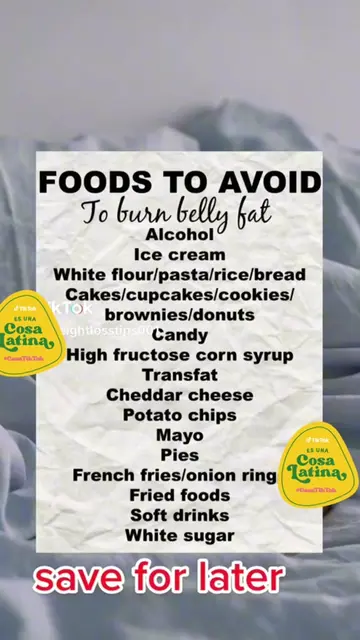 FOODS TO AVOID
To burn belly fat
Alcohol
Ice cream
White flour/pasta/rice/bread
Cakes/cupcakes/cookies/
brownies/donuts
Candy
High fructose corn syrup
Transfat
Cheddar cheese
Potato chips
Mayo
Pies
French fries/onion ring
Fried foods
Soft drinks
White sugar
TikTok
ES UNA
Cosa
Latina
TikTok
ES UNA
Cosa
Latina
save for later